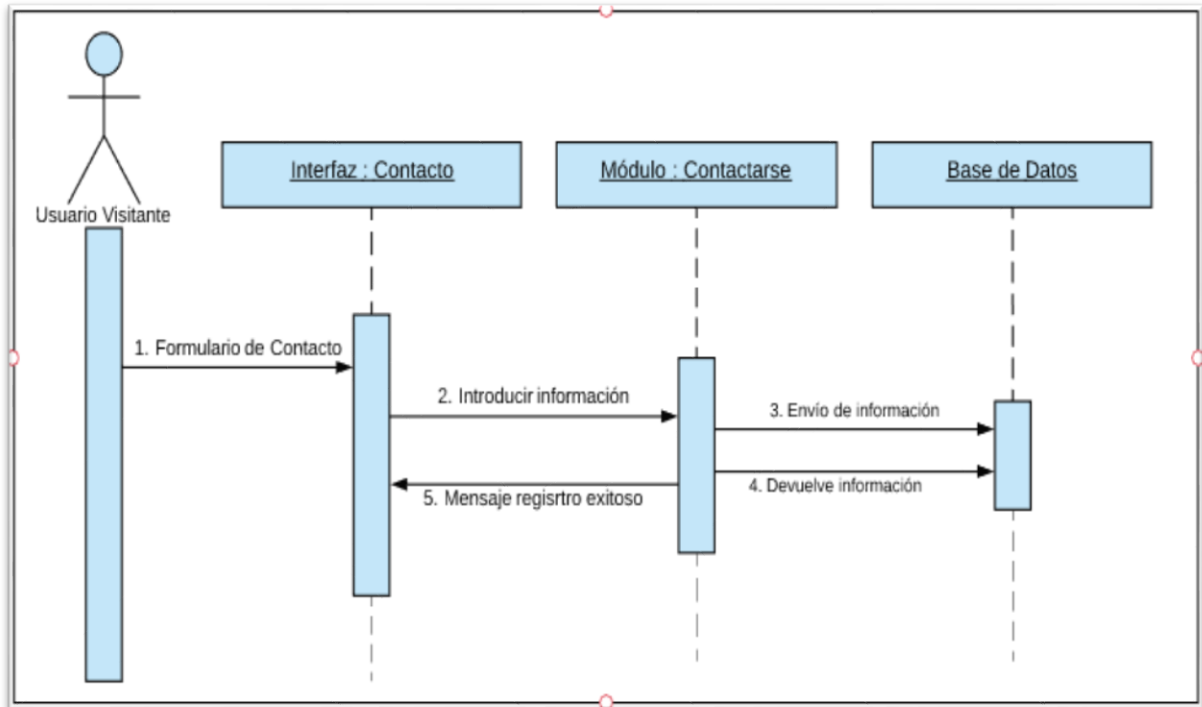 Usuario Visitante
Interfaz : Contacto
Módulo : Contactarse
Base de Datos
1. Formulario de Contacto
2. Introducir información
3. Envío de información
4. Devuelve información
5. Mensaje regisrtro exitoso